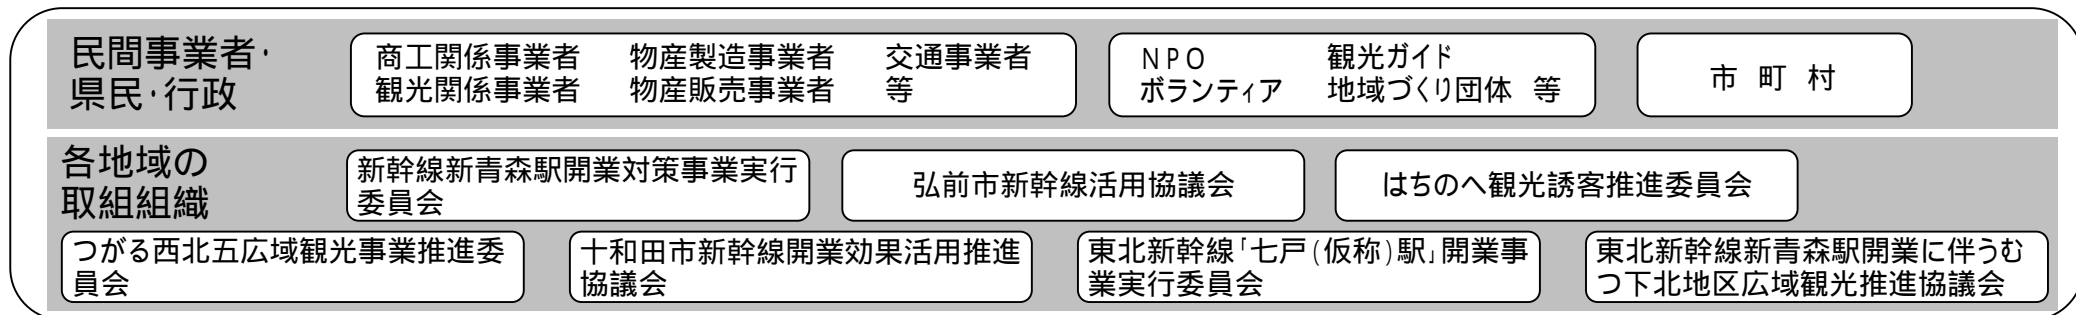 民間事業者・
県民・行政
商工関係事業者 物産製造事業者 交通事業者
観光関係事業者 物産販売事業者 等
NPO 観光ガイド
ボランティア 地域づくり団体 等
市 町 村
各地域の
取組組織
新幹線新青森駅開業対策事業実行
委員会
弘前市新幹線活用協議会
はちのへ観光誘客推進委員会
つがる西北五広域観光事業推進委
員会
十和田市新幹線開業効果活用推進
協議会
東北新幹線「七戸(仮称)駅」開業事
業実行委員会
東北新幹線新青森駅開業に伴うむ
つ下北地区広域観光推進協議会